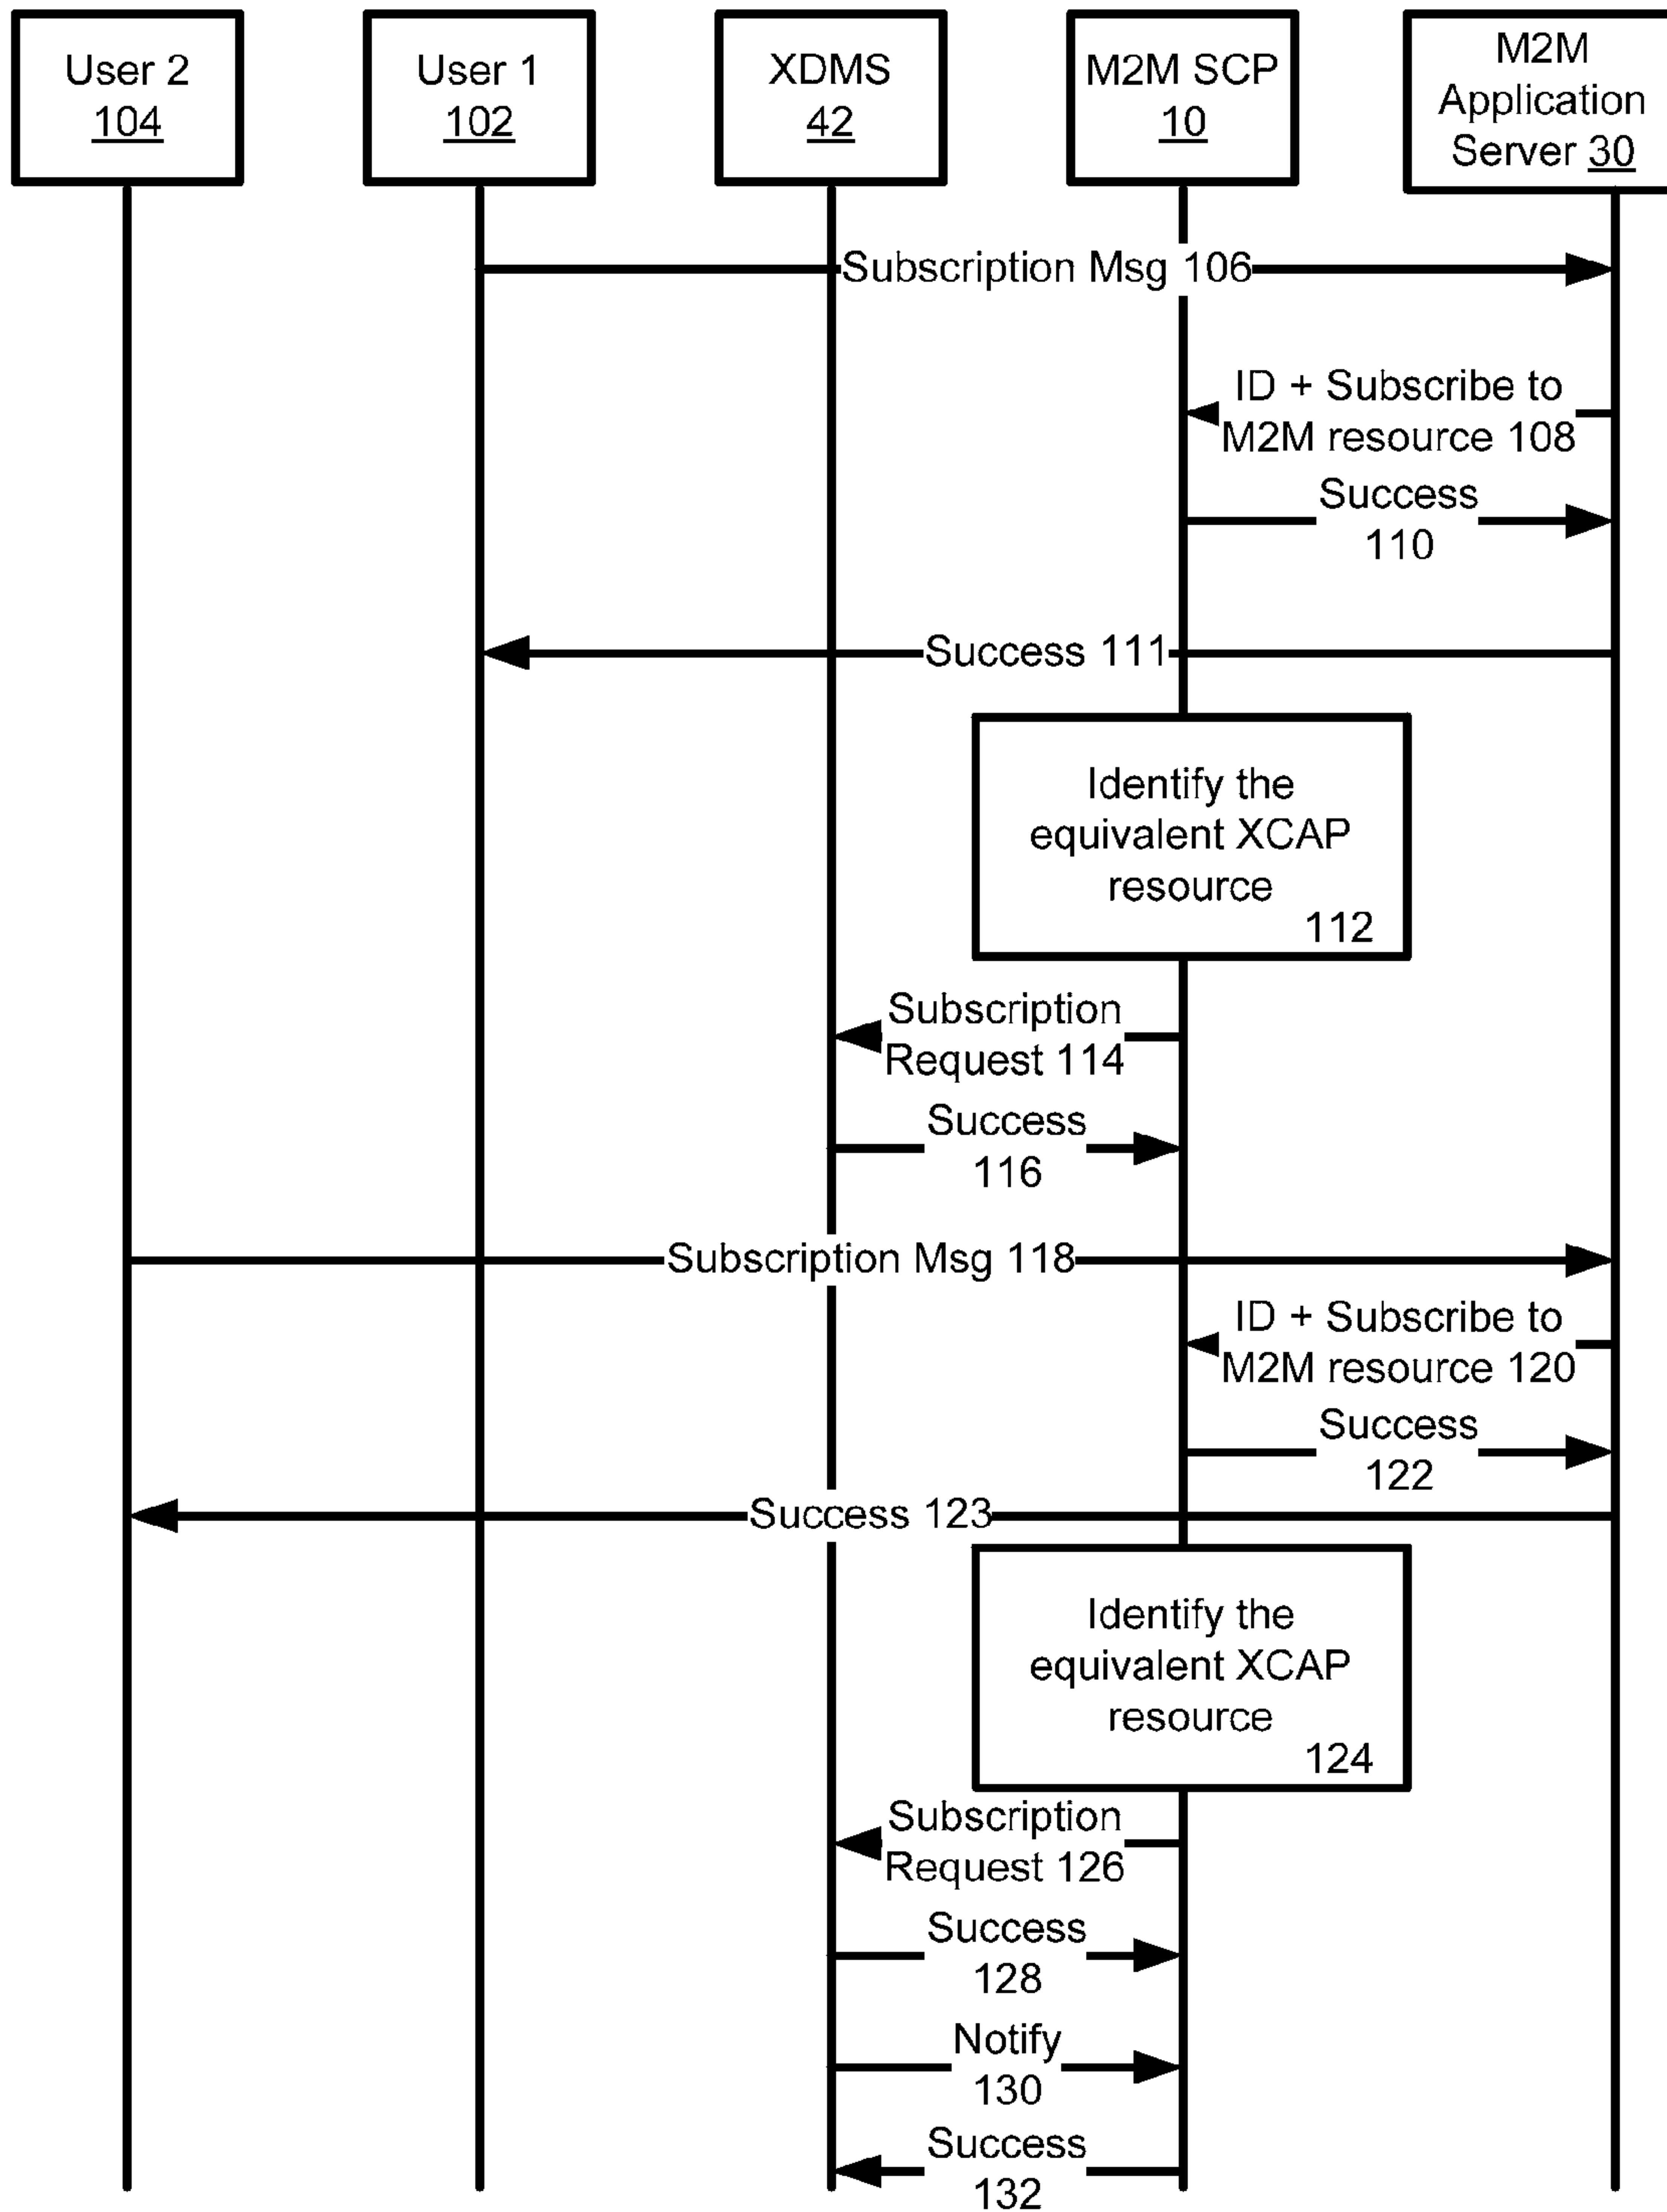 User 2
104
User 1
102
XDMS
42
M2M SCP
10
M2M
Application
Server 30
Subscription Msg 106
ID + Subscribe to
M2M resource 108
Success
110
Success 111
Identify the
equivalent XCAP
resource
112
Subscription
Request 114
Success
116
Subscription Msg 118
ID + Subscribe to
M2M resource 120
Success
122
Success 123
Identify the
equivalent XCAP
resource
124
Subscription
Request 126
Success
128
Notify
130
Success
132